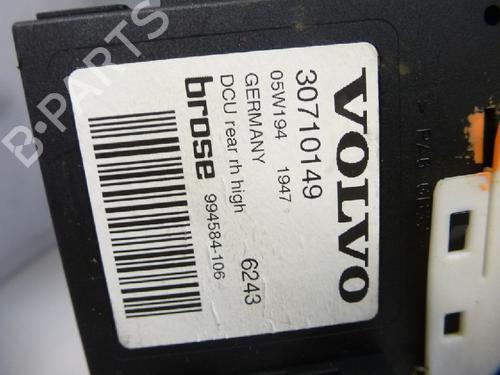 VOLVO
30710149
05W194 1947
GERMANY
DCU rear rh high
6243
brose 994584-106
B-PARTS